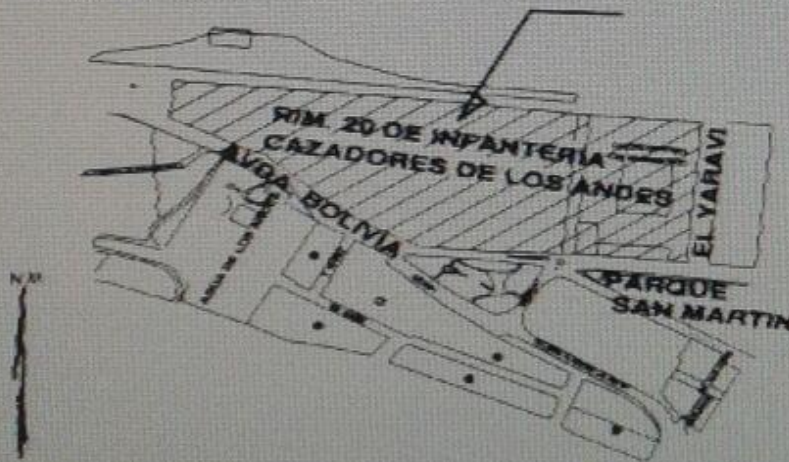 RIM. 20 DE INFANTERIA
CAZADORES DE LOS ANDES
AVDA. BOLIVIA
EL YARAVI
PARQUE
SAN MARTIN
N.M.